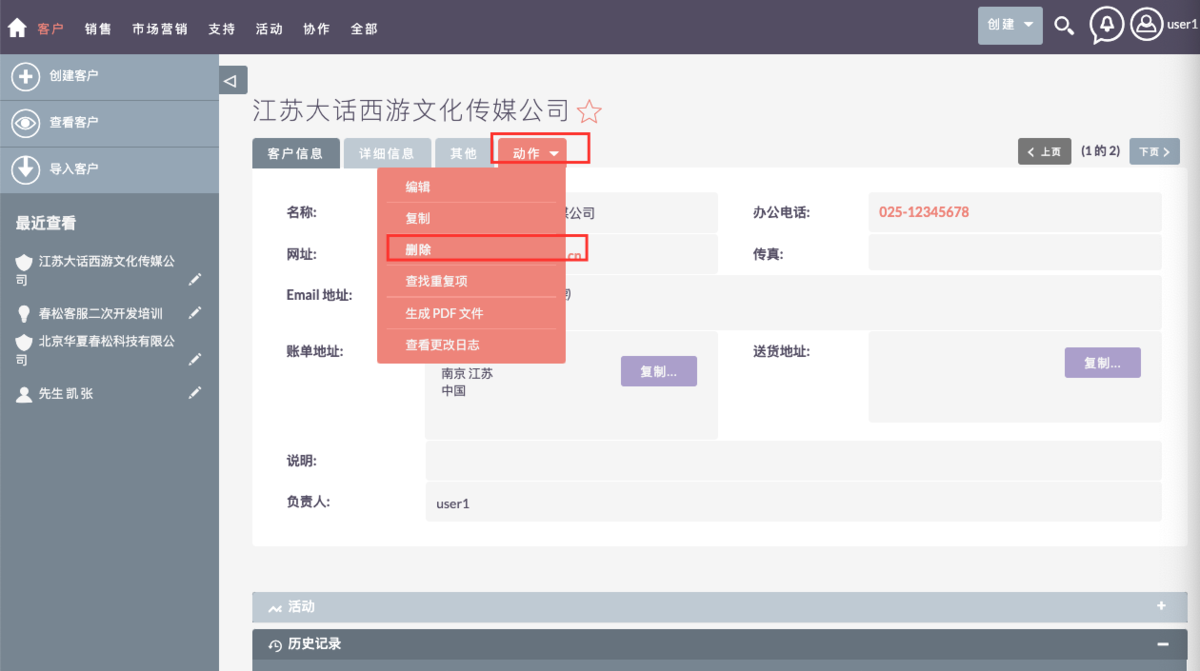 客户 销售 市场营销 支持 活动 协作 全部 创建 user1
创建客户
查看客户
导入客户
最近查看
江苏大话西游文化传媒公
司
春松客服二次开发培训
北京华夏春松科技有限公
司
先生 凯 张
江苏大话西游文化传媒公司
客户信息 详细信息 其他 动作 上页 (1 的 2) 下页
编辑
复制
删除
查找重复项
生成 PDF 文件
查看更改日志
名称: 公司 办公电话: 025-12345678
网址: .cn 传真:
Email 地址:
账单地址: 南京 江苏 复制... 送货地址: 复制...
中国
说明:
负责人: user1
活动
历史记录